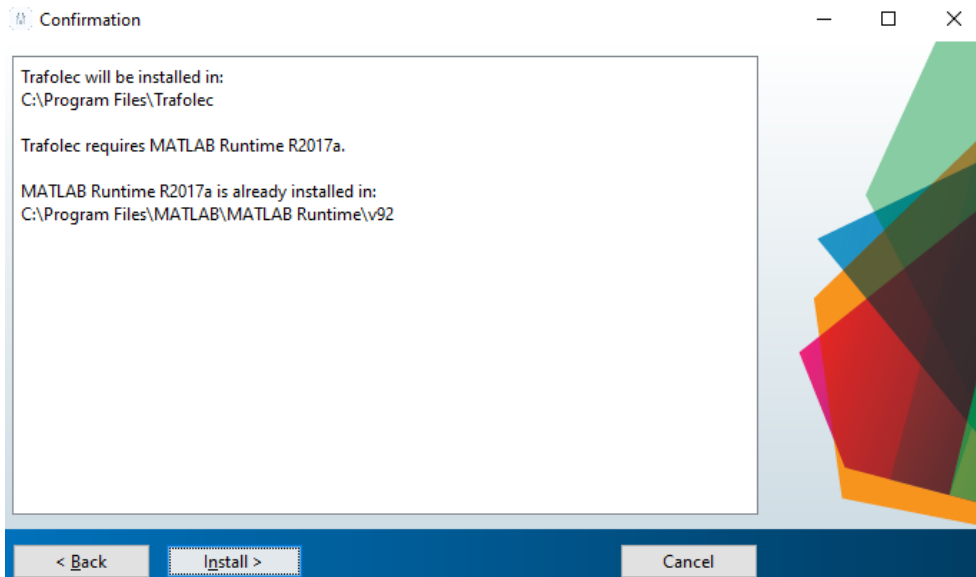 Confirmation
Trafolec will be installed in:
C:\Program Files\Trafolec
Trafolec requires MATLAB Runtime R2017a.
MATLAB Runtime R2017a is already installed in:
C:\Program Files\MATLAB\MATLAB Runtime\v92
< Back
Install >
Cancel